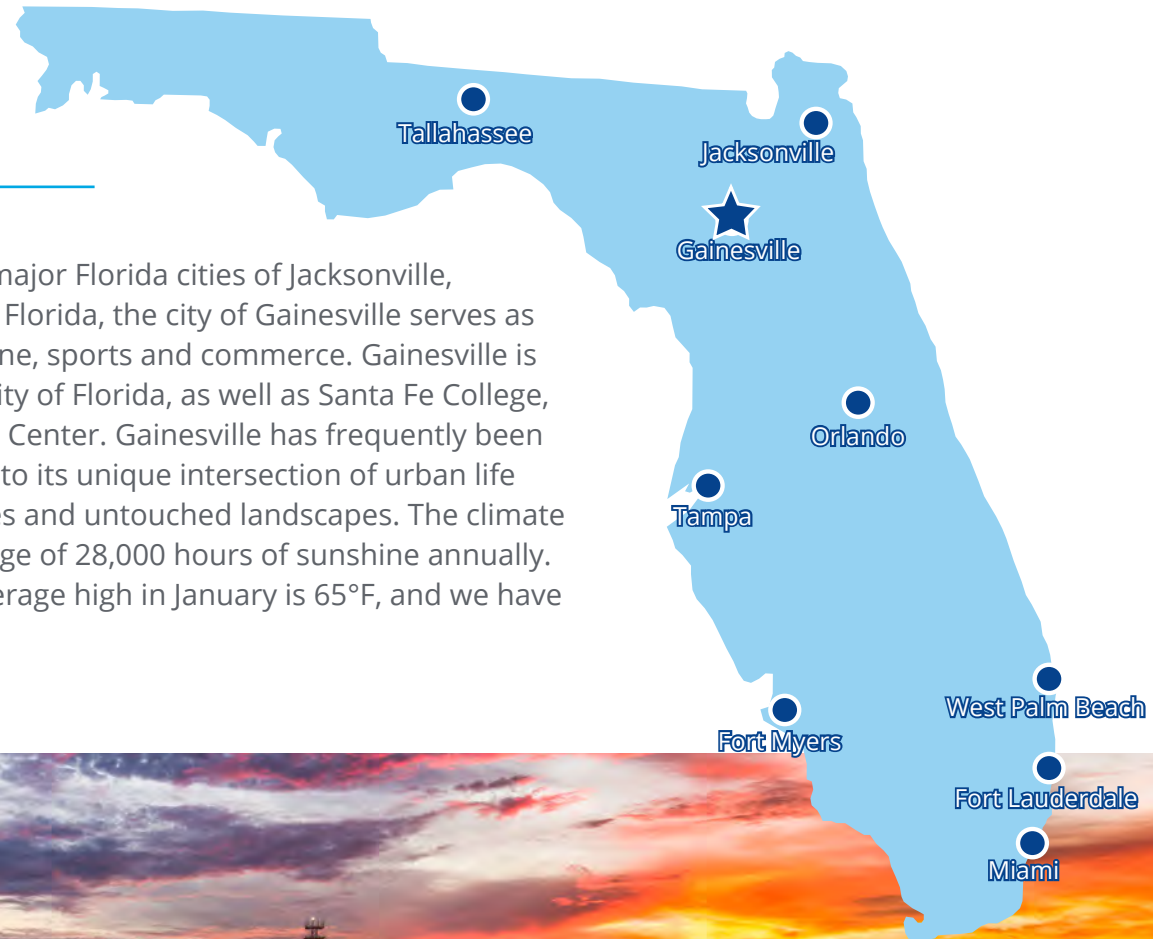 Tallahassee
Jacksonville
Gainesville
major Florida cities of Jacksonville,
Florida, the city of Gainesville serves as
ne, sports and commerce. Gainesville is
ity of Florida, as well as Santa Fe College,
Center. Gainesville has frequently been
to its unique intersection of urban life
es and untouched landscapes. The climate
ge of 28,000 hours of sunshine annually.
erage high in January is 65°F, and we have
Orlando
Tampa
West Palm Beach
Fort Myers
Fort Lauderdale
Miami